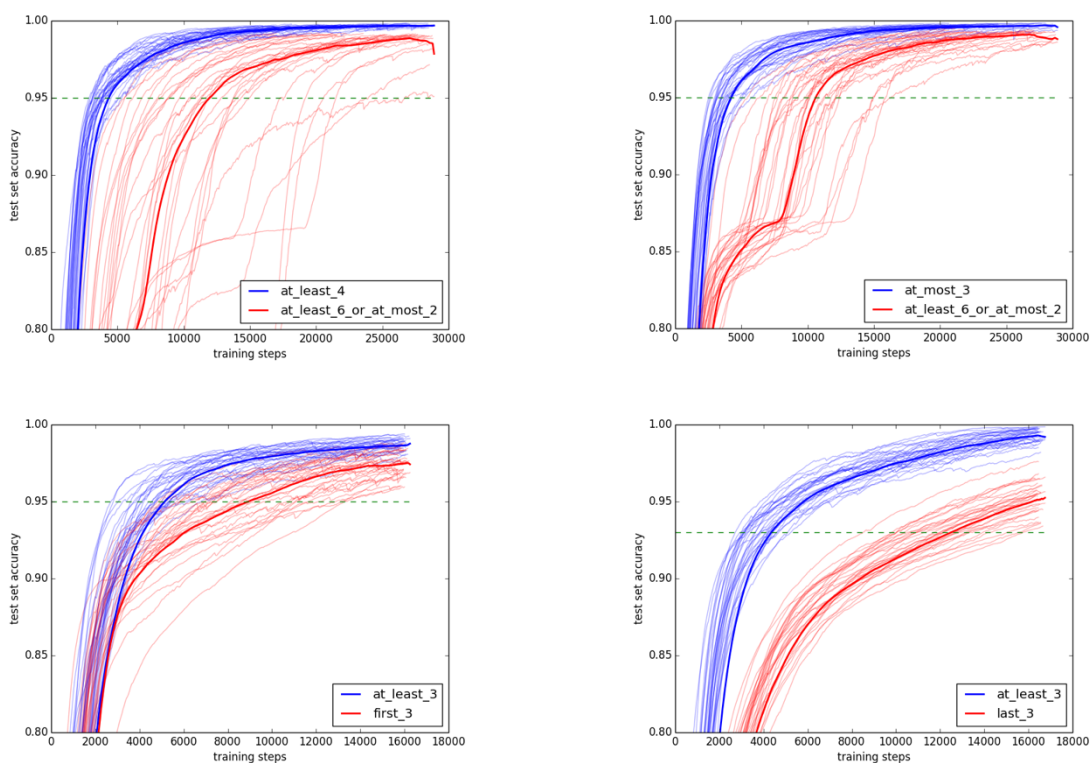 1.00
0.95
0.90
0.85
0.80
test set accuracy
0 5000 10000 15000 20000 25000 30000
training steps
at_least_4
at_least_6_or_at_most_2
1.00
0.95
0.90
0.85
0.80
test set accuracy
0 5000 10000 15000 20000 25000 30000
training steps
at_most_3
at_least_6_or_at_most_2
1.00
0.95
0.90
0.85
0.80
test set accuracy
0 2000 4000 6000 8000 10000 12000 14000 16000 18000
training steps
at_least_3
first_3
1.00
0.95
0.90
0.85
0.80
test set accuracy
0 2000 4000 6000 8000 10000 12000 14000 16000 18000
training steps
at_least_3
last_3